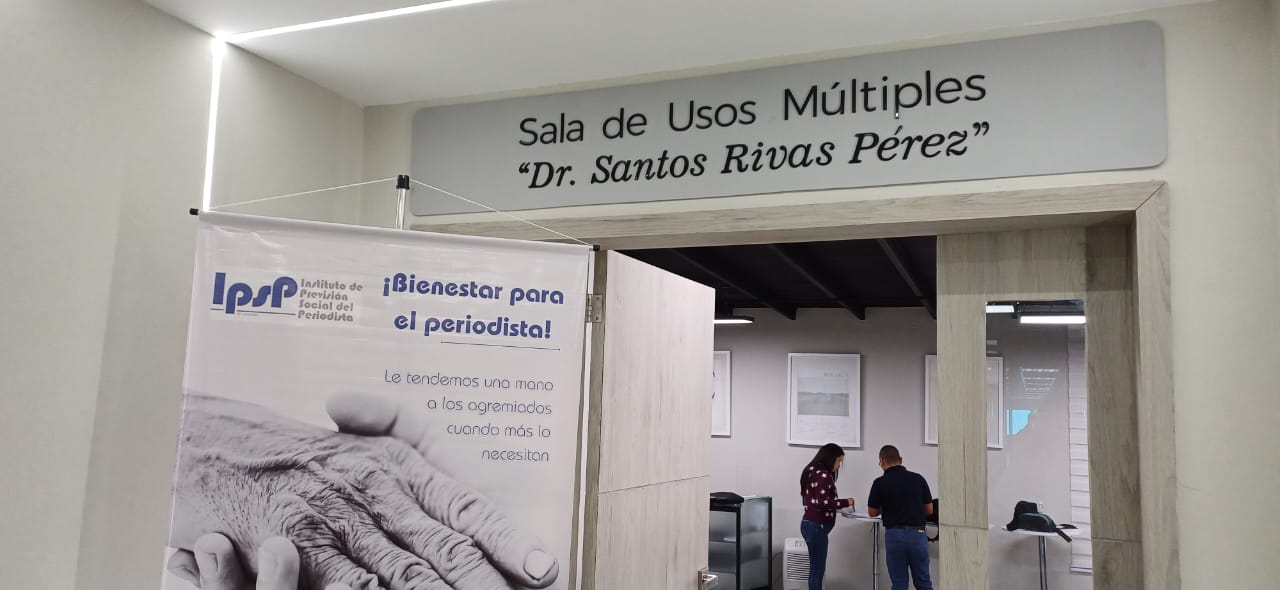 Sala de Usos Múltiples
“Dr. Santos Rivas Pérez”
IpsP
Instituto de
Previsión
Social del
Periodista
¡Bienestar para
el periodista!
Le tendemos una mano
a los agremiados
cuando más lo
necesitan